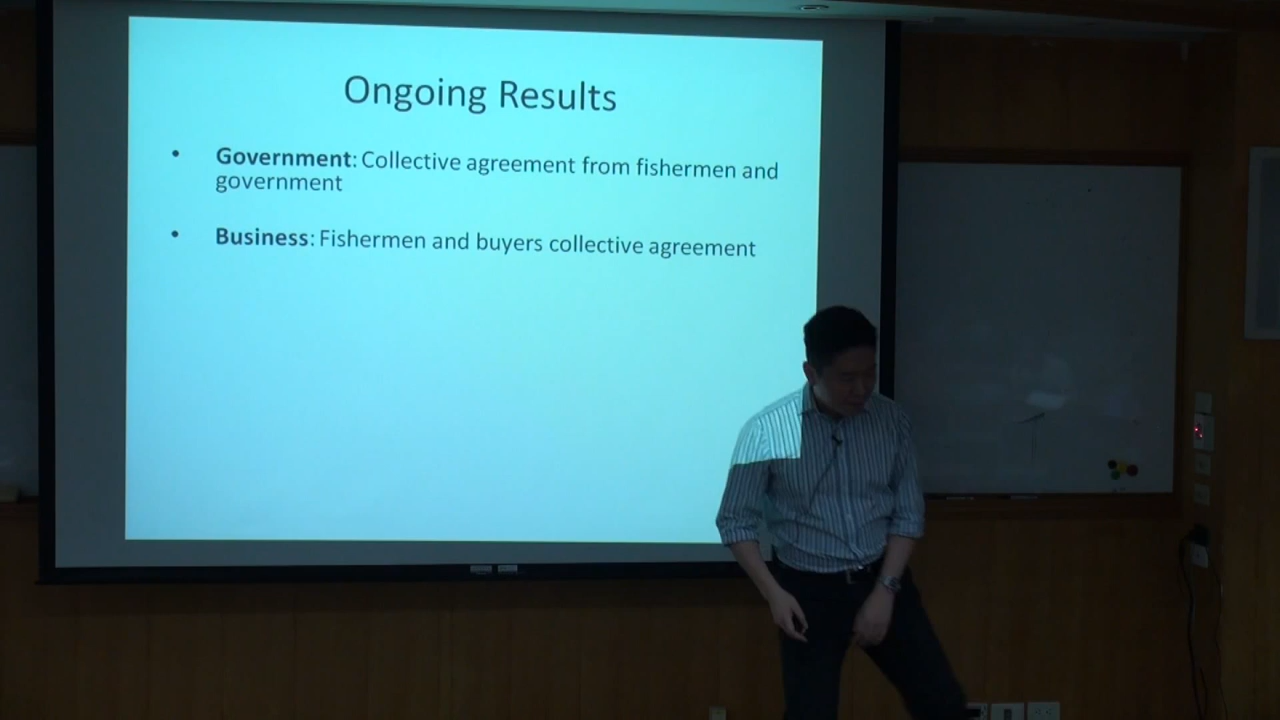 Ongoing Results
• Government: Collective agreement from fishermen and
government
• Business: Fishermen and buyers collective agreement